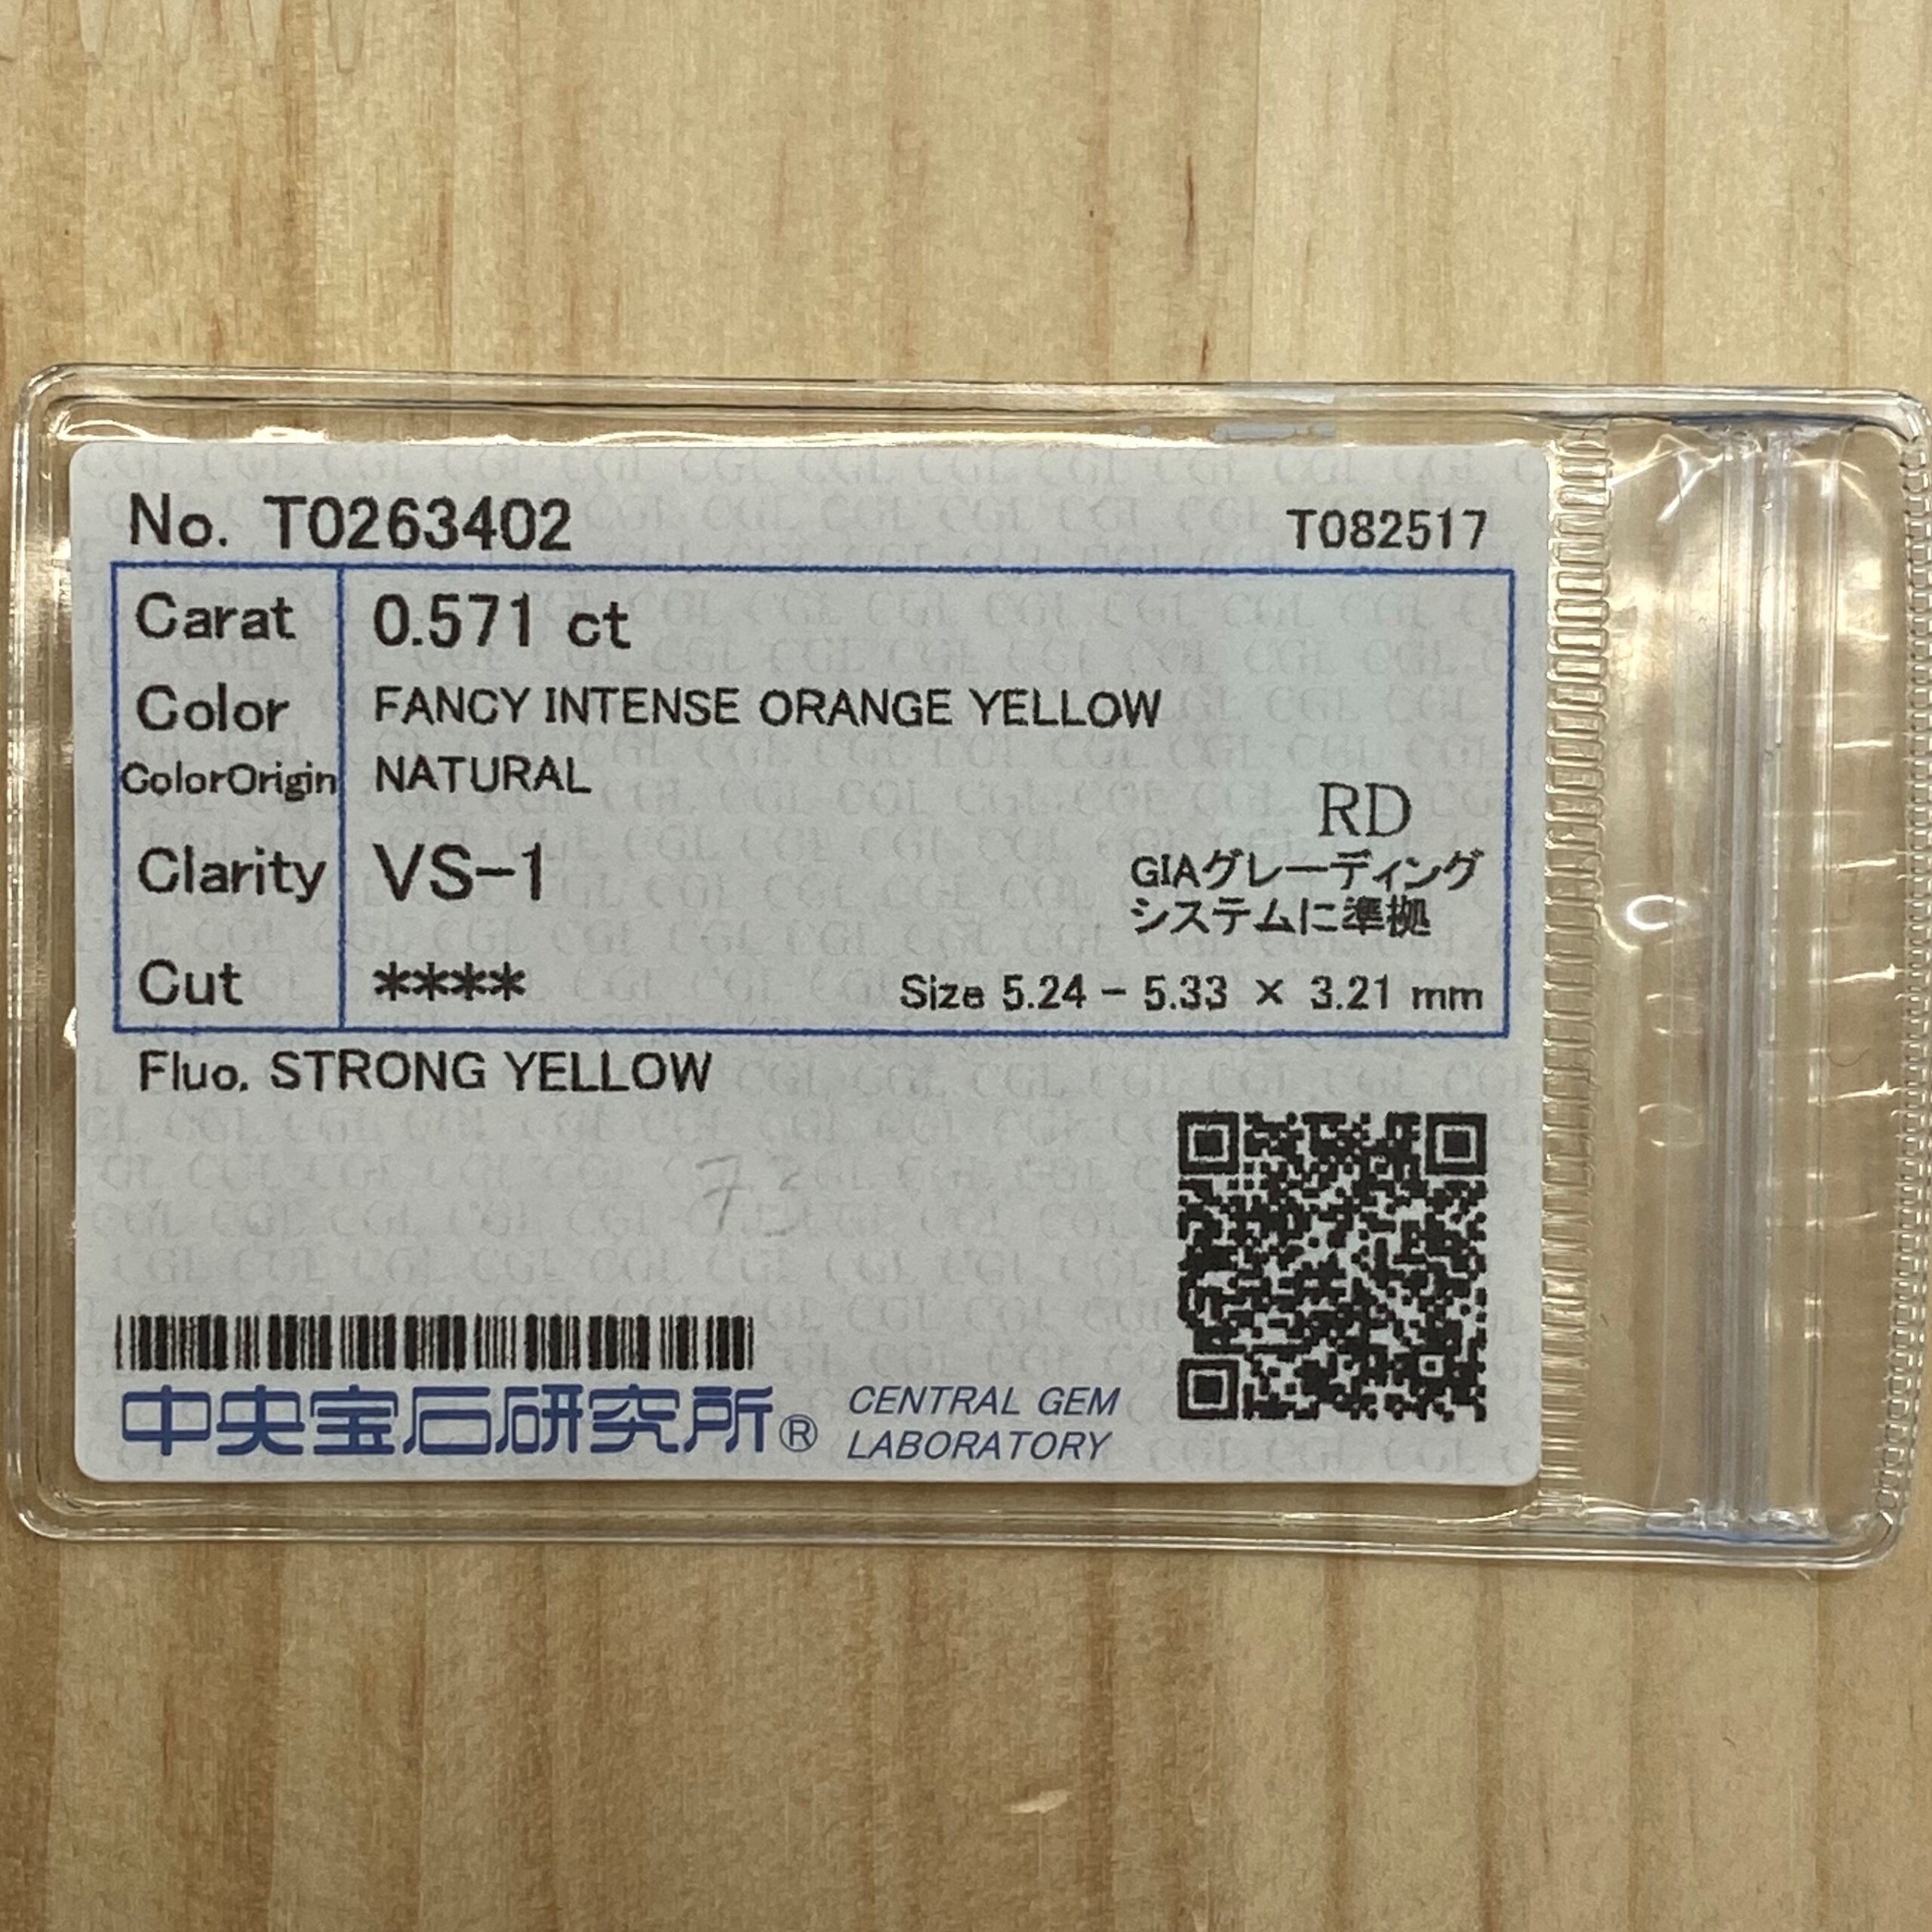 No. T0263402 T082517
Carat 0.571 ct
Color FANCY INTENSE ORANGE YELLOW
ColorOrigin NATURAL
RD
Clarity VS-1
GIAグレーディング
システムに準拠
Cut ****
Size 5.24 - 5.33 × 3.21 mm
Fluo. STRONG YELLOW
中央宝石研究所®
CENTRAL GEM
LABORATORY